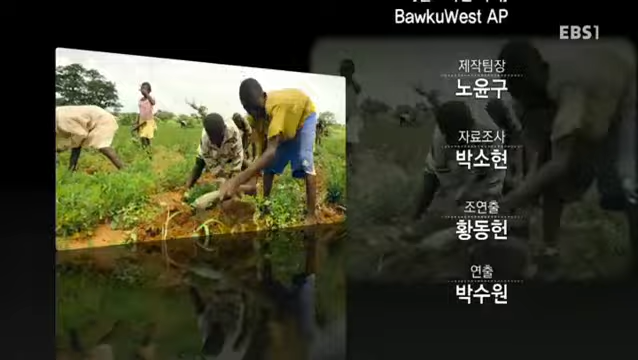 BawkuWest AP
EBS1
제작팀장
노윤구
자료조사
박소현
조연출
황동헌
연출
박수원